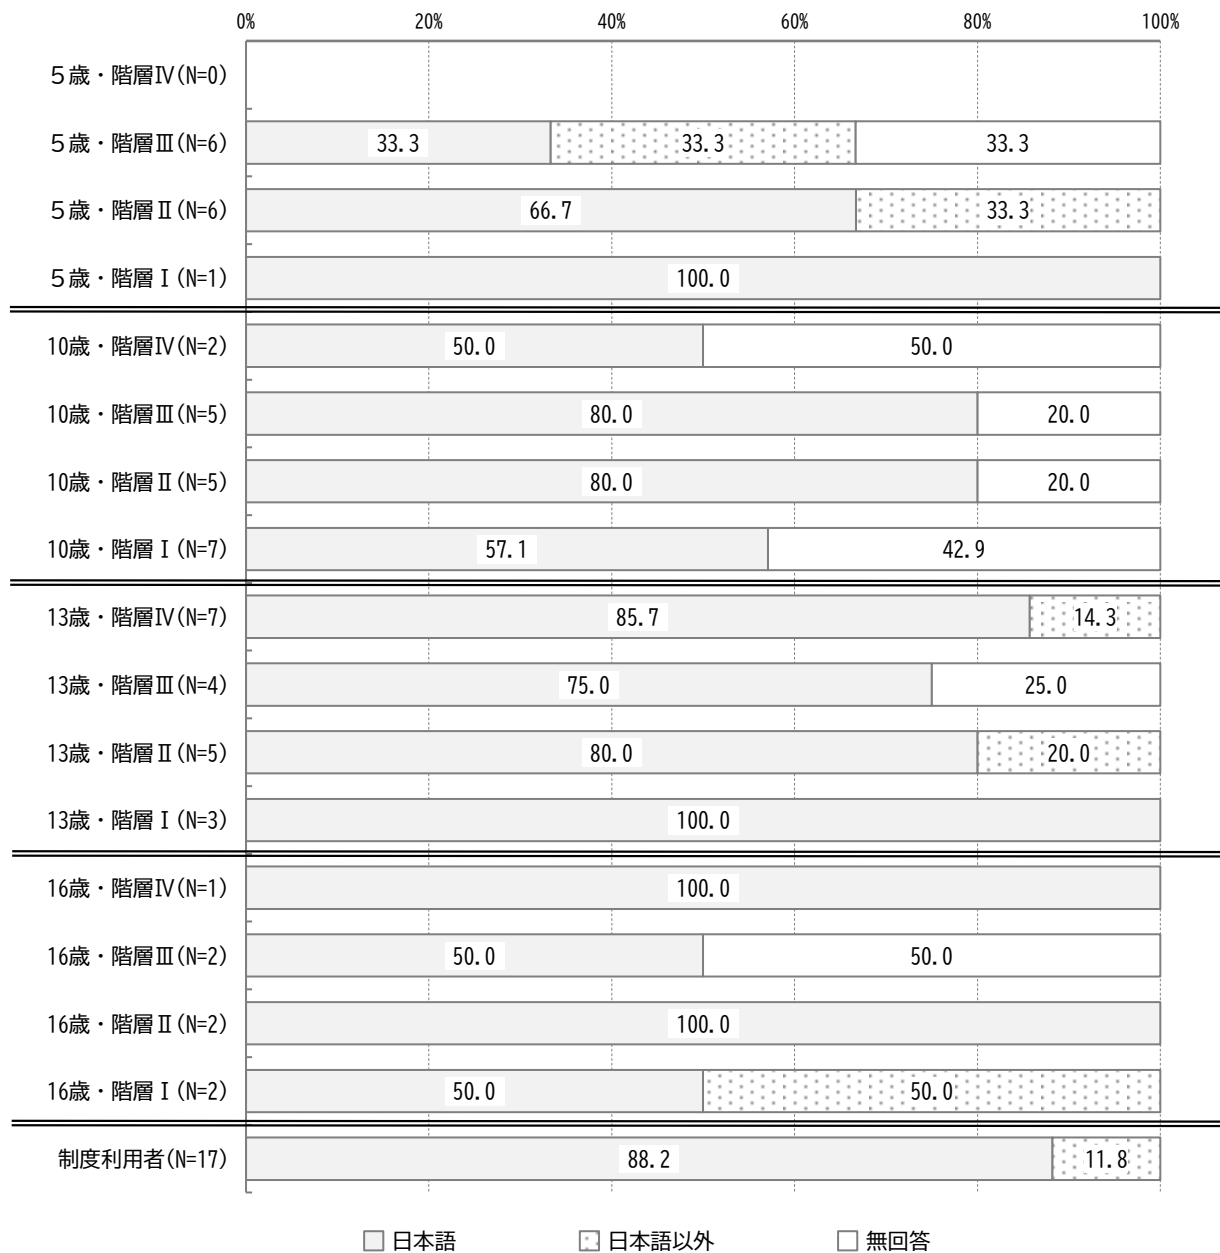 0% 20% 40% 60% 80% 100%
５歳・階層Ⅳ(N=0)
５歳・階層Ⅲ(N=6) 33.3 33.3 33.3
５歳・階層Ⅱ(N=6) 66.7 33.3
５歳・階層Ⅰ(N=1) 100.0
10歳・階層Ⅳ(N=2) 50.0 50.0
10歳・階層Ⅲ(N=5) 80.0 20.0
10歳・階層Ⅱ(N=5) 80.0 20.0
10歳・階層Ⅰ(N=7) 57.1 42.9
13歳・階層Ⅳ(N=7) 85.7 14.3
13歳・階層Ⅲ(N=4) 75.0 25.0
13歳・階層Ⅱ(N=5) 80.0 20.0
13歳・階層Ⅰ(N=3) 100.0
16歳・階層Ⅳ(N=1) 100.0
16歳・階層Ⅲ(N=2) 50.0 50.0
16歳・階層Ⅱ(N=2) 100.0
16歳・階層Ⅰ(N=2) 50.0 50.0
制度利用者(N=17) 88.2 11.8
日本語 日本語以外 無回答